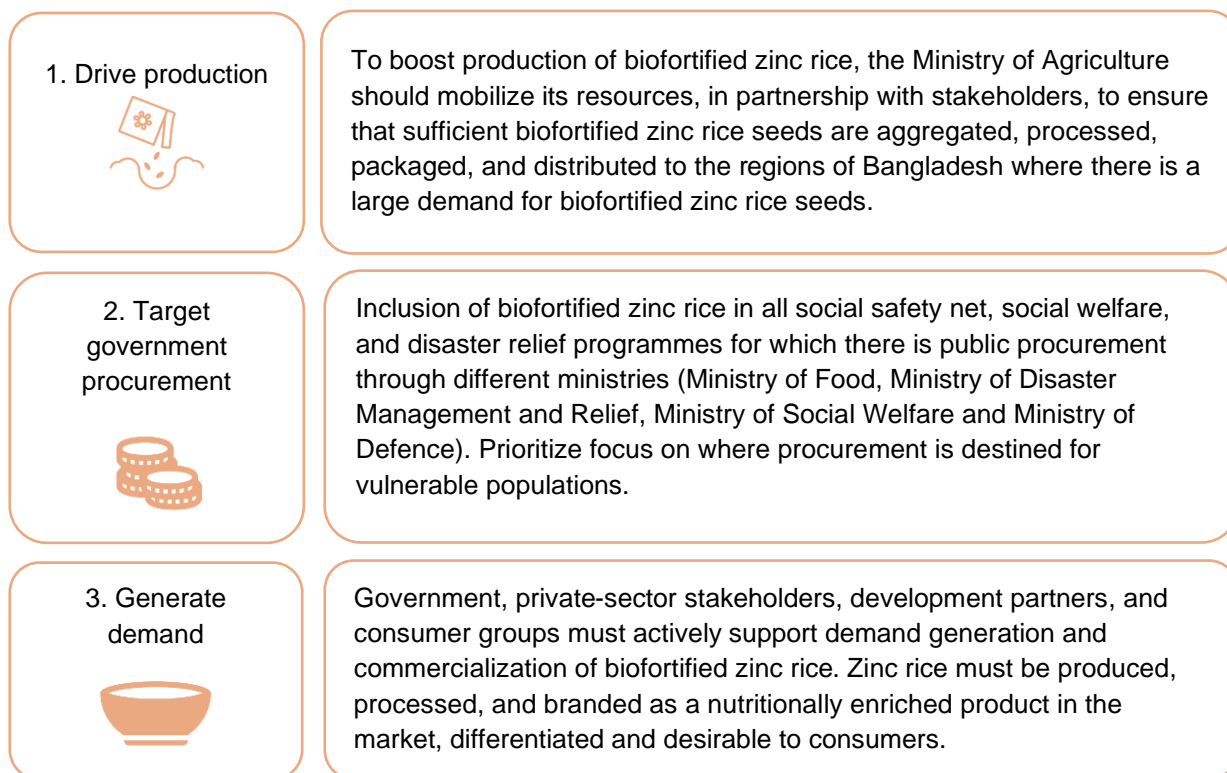 1. Drive production
To boost production of biofortified zinc rice, the Ministry of Agriculture
should mobilize its resources, in partnership with stakeholders, to ensure
that sufficient biofortified zinc rice seeds are aggregated, processed,
packaged, and distributed to the regions of Bangladesh where there is a
large demand for biofortified zinc rice seeds.
2. Target
government
procurement
Inclusion of biofortified zinc rice in all social safety net, social welfare,
and disaster relief programmes for which there is public procurement
through different ministries (Ministry of Food, Ministry of Disaster
Management and Relief, Ministry of Social Welfare and Ministry of
Defence). Prioritize focus on where procurement is destined for
vulnerable populations.
3. Generate
demand
Government, private-sector stakeholders, development partners, and
consumer groups must actively support demand generation and
commercialization of biofortified zinc rice. Zinc rice must be produced,
processed, and branded as a nutritionally enriched product in the
market, differentiated and desirable to consumers.